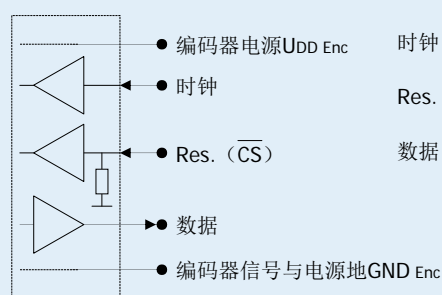 编码器电源UDD Enc
时钟
Res.（CS）
数据
编码器信号与电源地GND Enc
时钟
Res.
数据